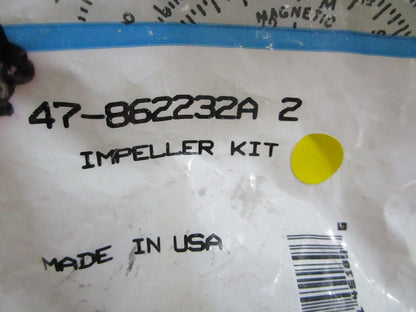 MAGNETIC
47-862232A 2
IMPELLER KIT
MADE IN USA